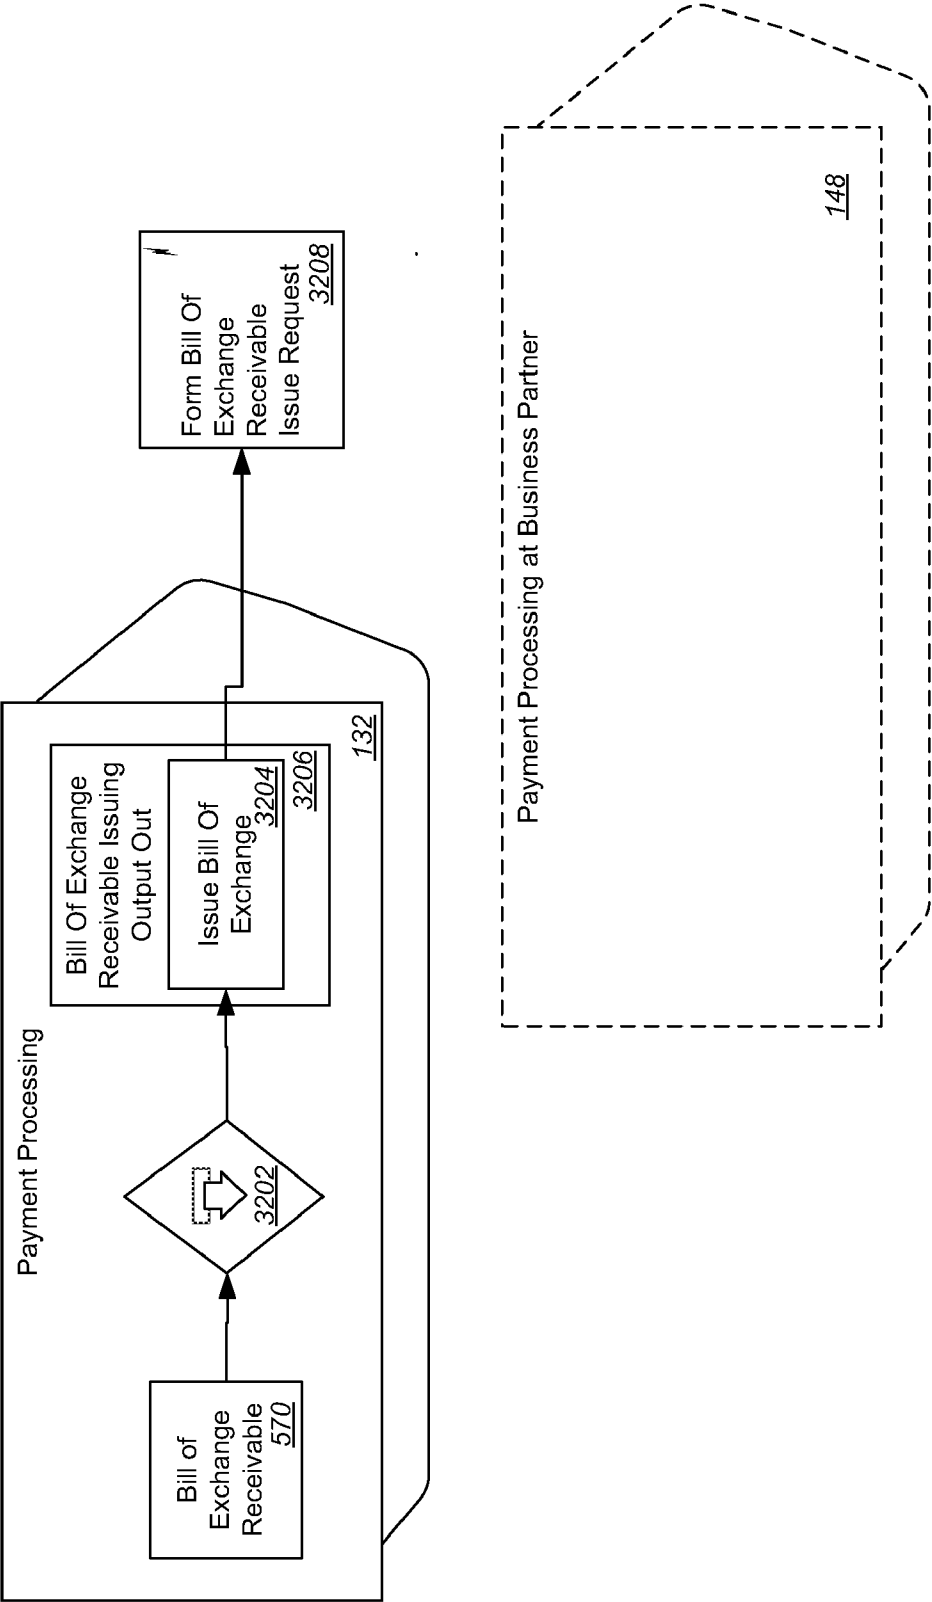 Payment Processing
Bill of
Exchange
Receivable
570
3202
Bill Of Exchange
Receivable Issuing
Output Out
Issue Bill Of
Exchange
3204
3206
132
Form Bill Of
Exchange
Receivable
Issue Request
3208
Payment Processing at Business Partner
148